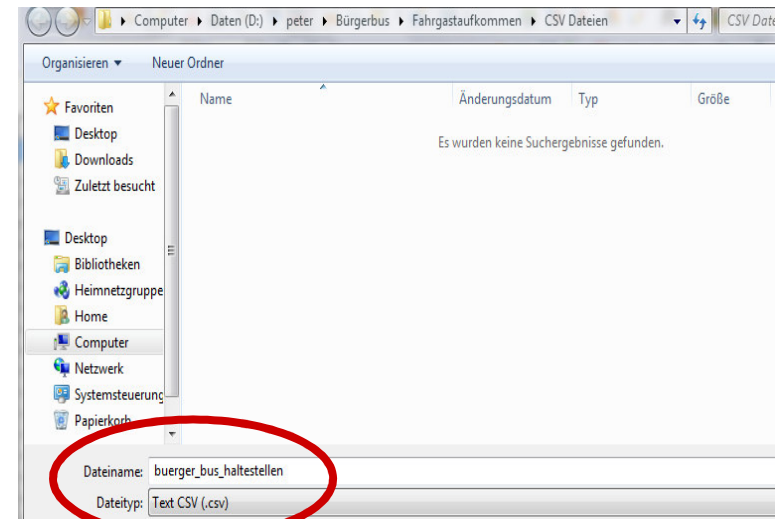 Computer ▸ Daten (D:) ▸ peter ▸ Bürgerbus ▸ Fahrgastaufkommen ▸ CSV Dateien CSV Date
Organisieren Neuer Ordner
Name Änderungsdatum Typ Größe
Es wurden keine Suchergebnisse gefunden.
Favoriten
Desktop
Downloads
Zuletzt besucht
Desktop
Bibliotheken
Heimnetzgruppe
Home
Computer
Netzwerk
Systemsteuerung
Papierkorb
Dateiname: buerger_bus_haltestellen
Dateityp: Text CSV (.csv)